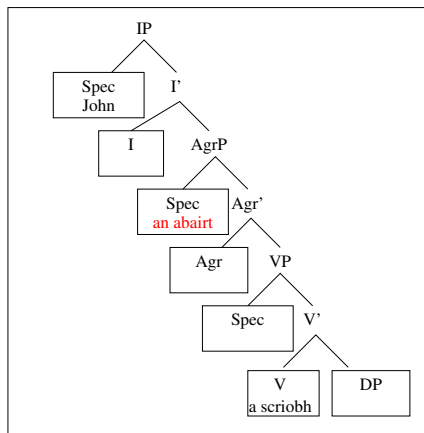 IP
Spec
John
I’
I
AgrP
Spec
an abairt
Agr’
Agr
VP
Spec
V’
V
a scriobh
DP